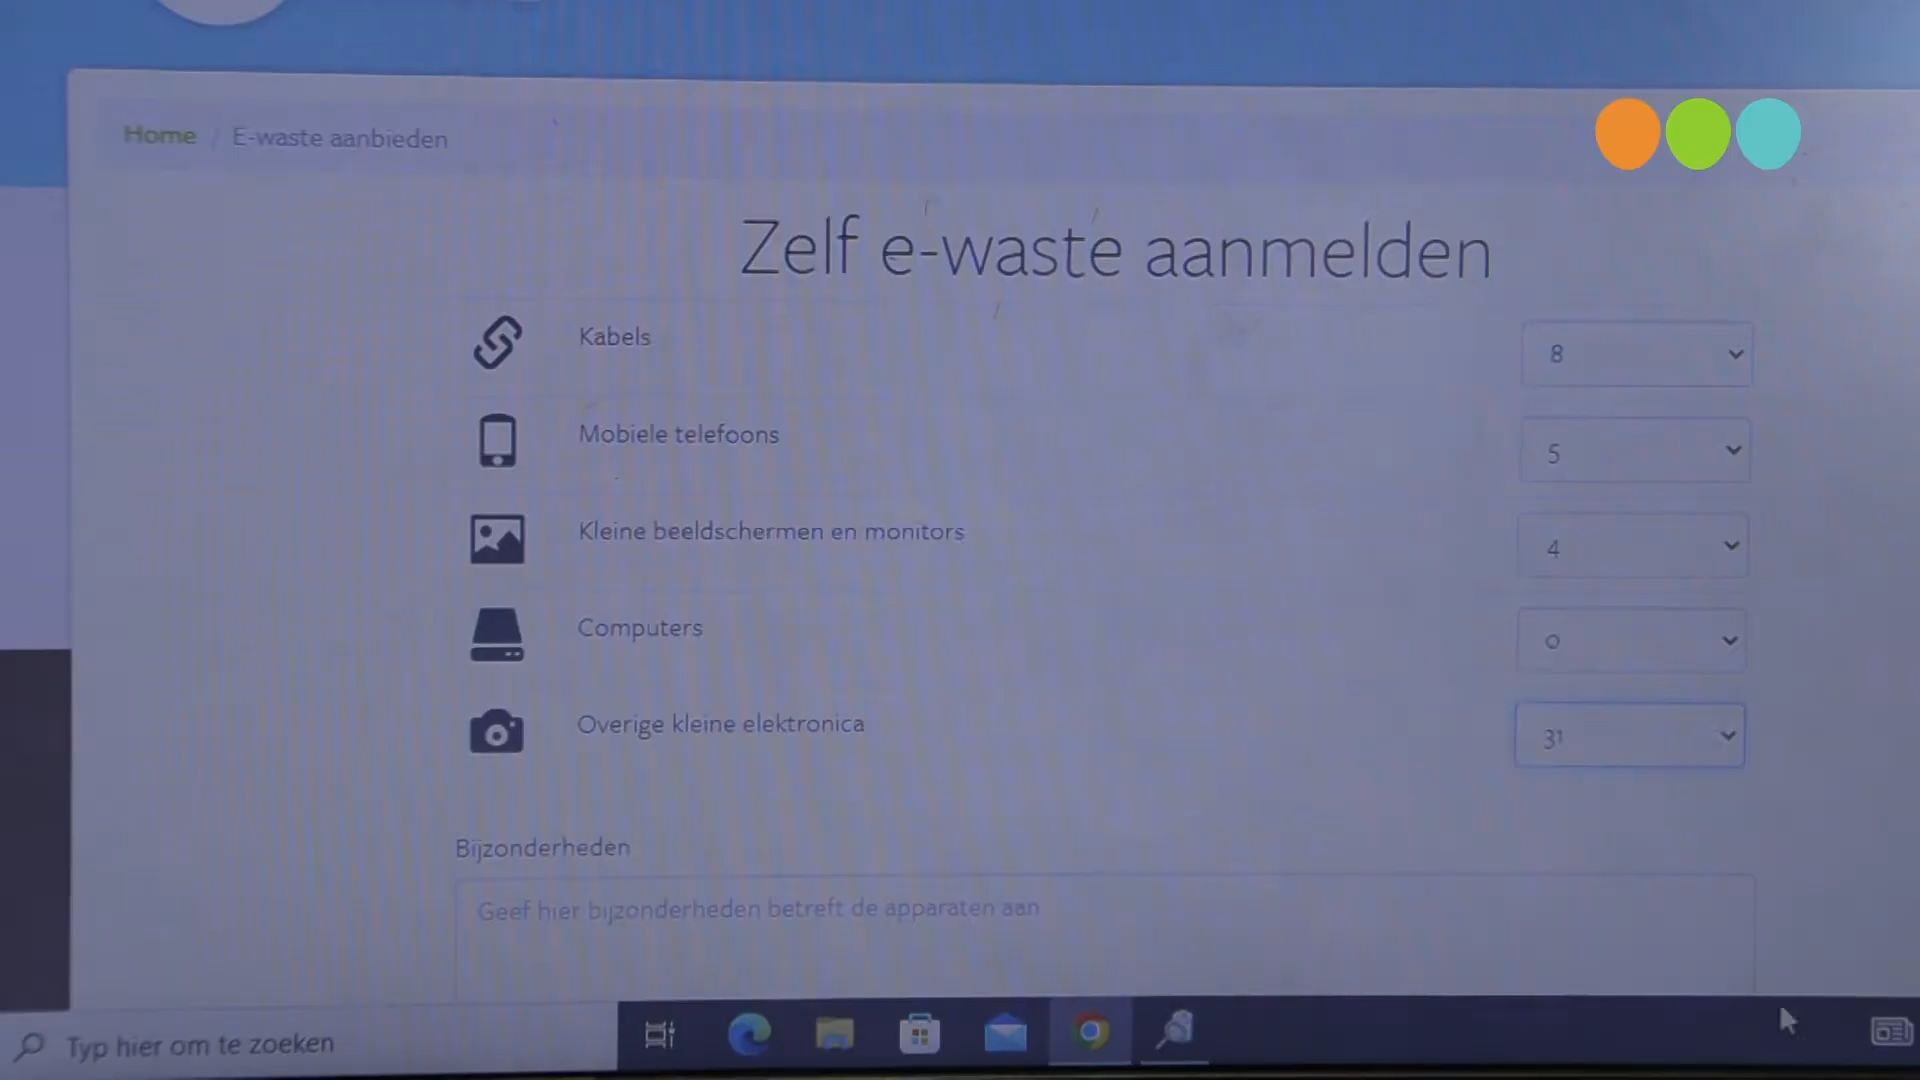 Home / E-waste aanbieden
Zelf e-waste aanmelden
Kabels 8
Mobiele telefoons 5
Kleine beeldschermen en monitors 4
Computers 0
Overige kleine elektronica 31
Bijzonderheden
Geef hier bijzonderheden betreft de apparaten aan
Typ hier om te zoeken